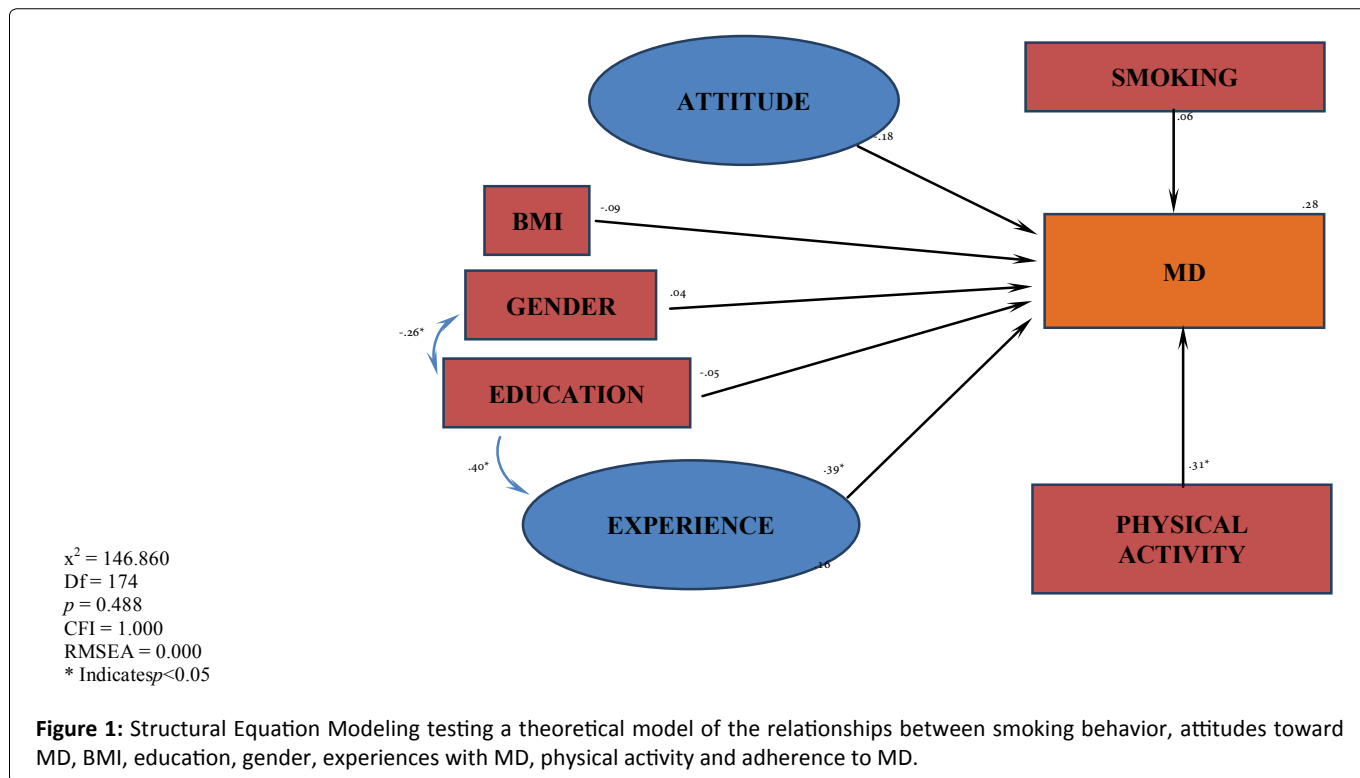 ATTITUDE
-.18
SMOKING
.06
BMI
-.09
.28
MD
GENDER
.04
-.26*
EDUCATION
-.05
.40*
EXPERIENCE
.39*
.16
.31*
PHYSICAL
ACTIVITY
x² = 146.860
Df = 174
p = 0.488
CFI = 1.000
RMSEA = 0.000
* Indicatesp<0.05
Figure 1: Structural Equation Modeling testing a theoretical model of the relationships between smoking behavior, attitudes toward
MD, BMI, education, gender, experiences with MD, physical activity and adherence to MD.